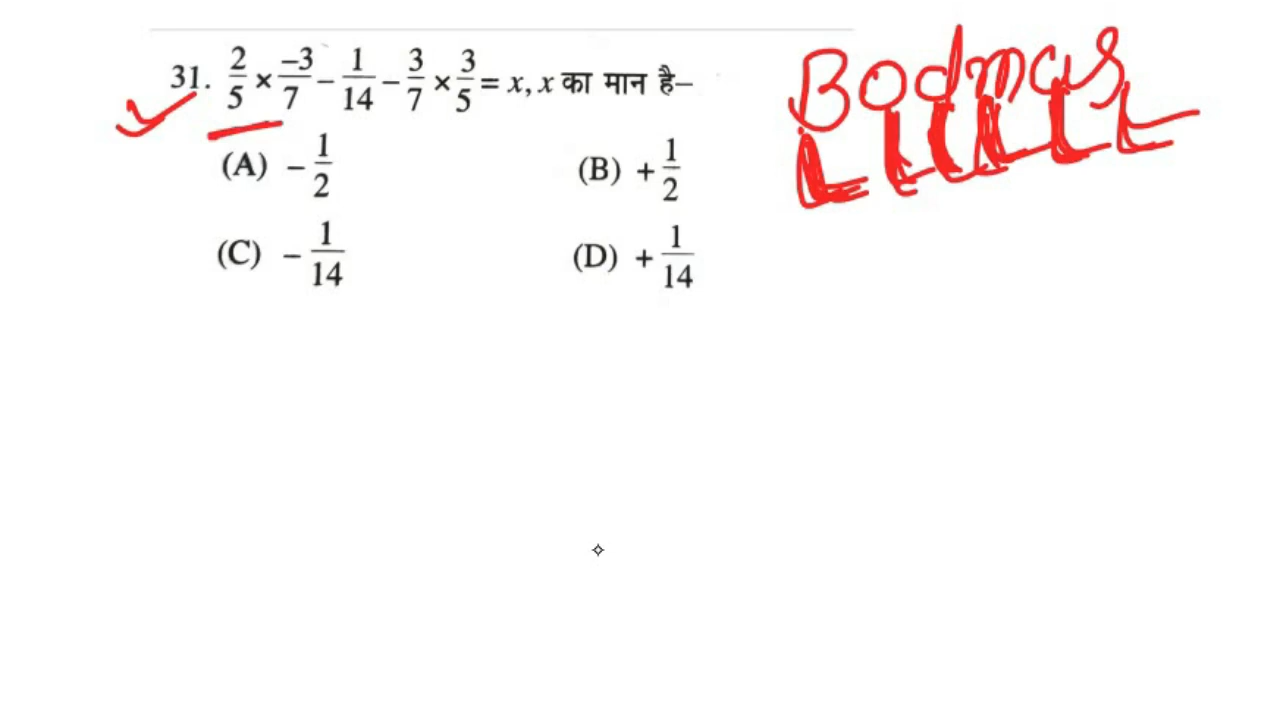 31. 2/5 × -3/7 − 1/14 − 3/7 × 3/5 = x, x का मान है–
Bodmas
(A) − 1/2
(B) + 1/2
(C) − 1/14
(D) + 1/14